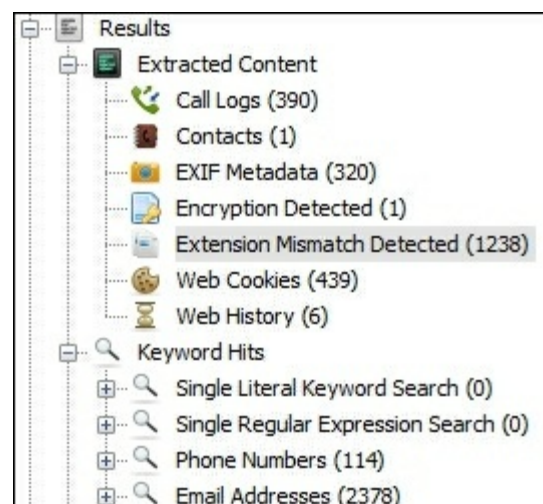 Results
Extracted Content
Call Logs (390)
Contacts (1)
EXIF Metadata (320)
Encryption Detected (1)
Extension Mismatch Detected (1238)
Web Cookies (439)
Web History (6)
Keyword Hits
Single Literal Keyword Search (0)
Single Regular Expression Search (0)
Phone Numbers (114)
Email Addresses (2378)